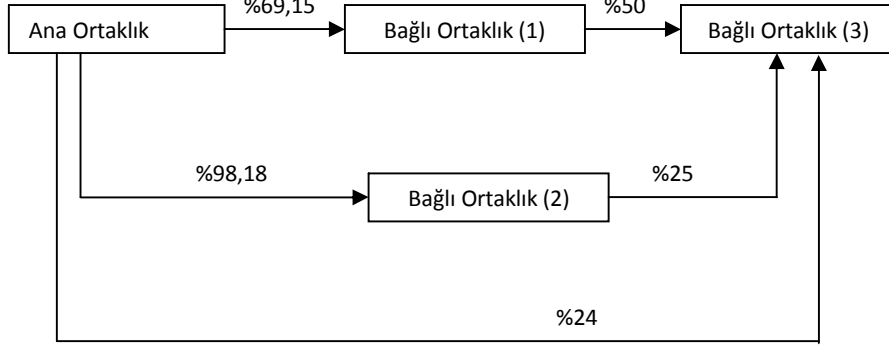 %69,15
%50
Ana Ortaklık
Bağlı Ortaklık (1)
Bağlı Ortaklık (3)
%98,18
%25
Bağlı Ortaklık (2)
%24